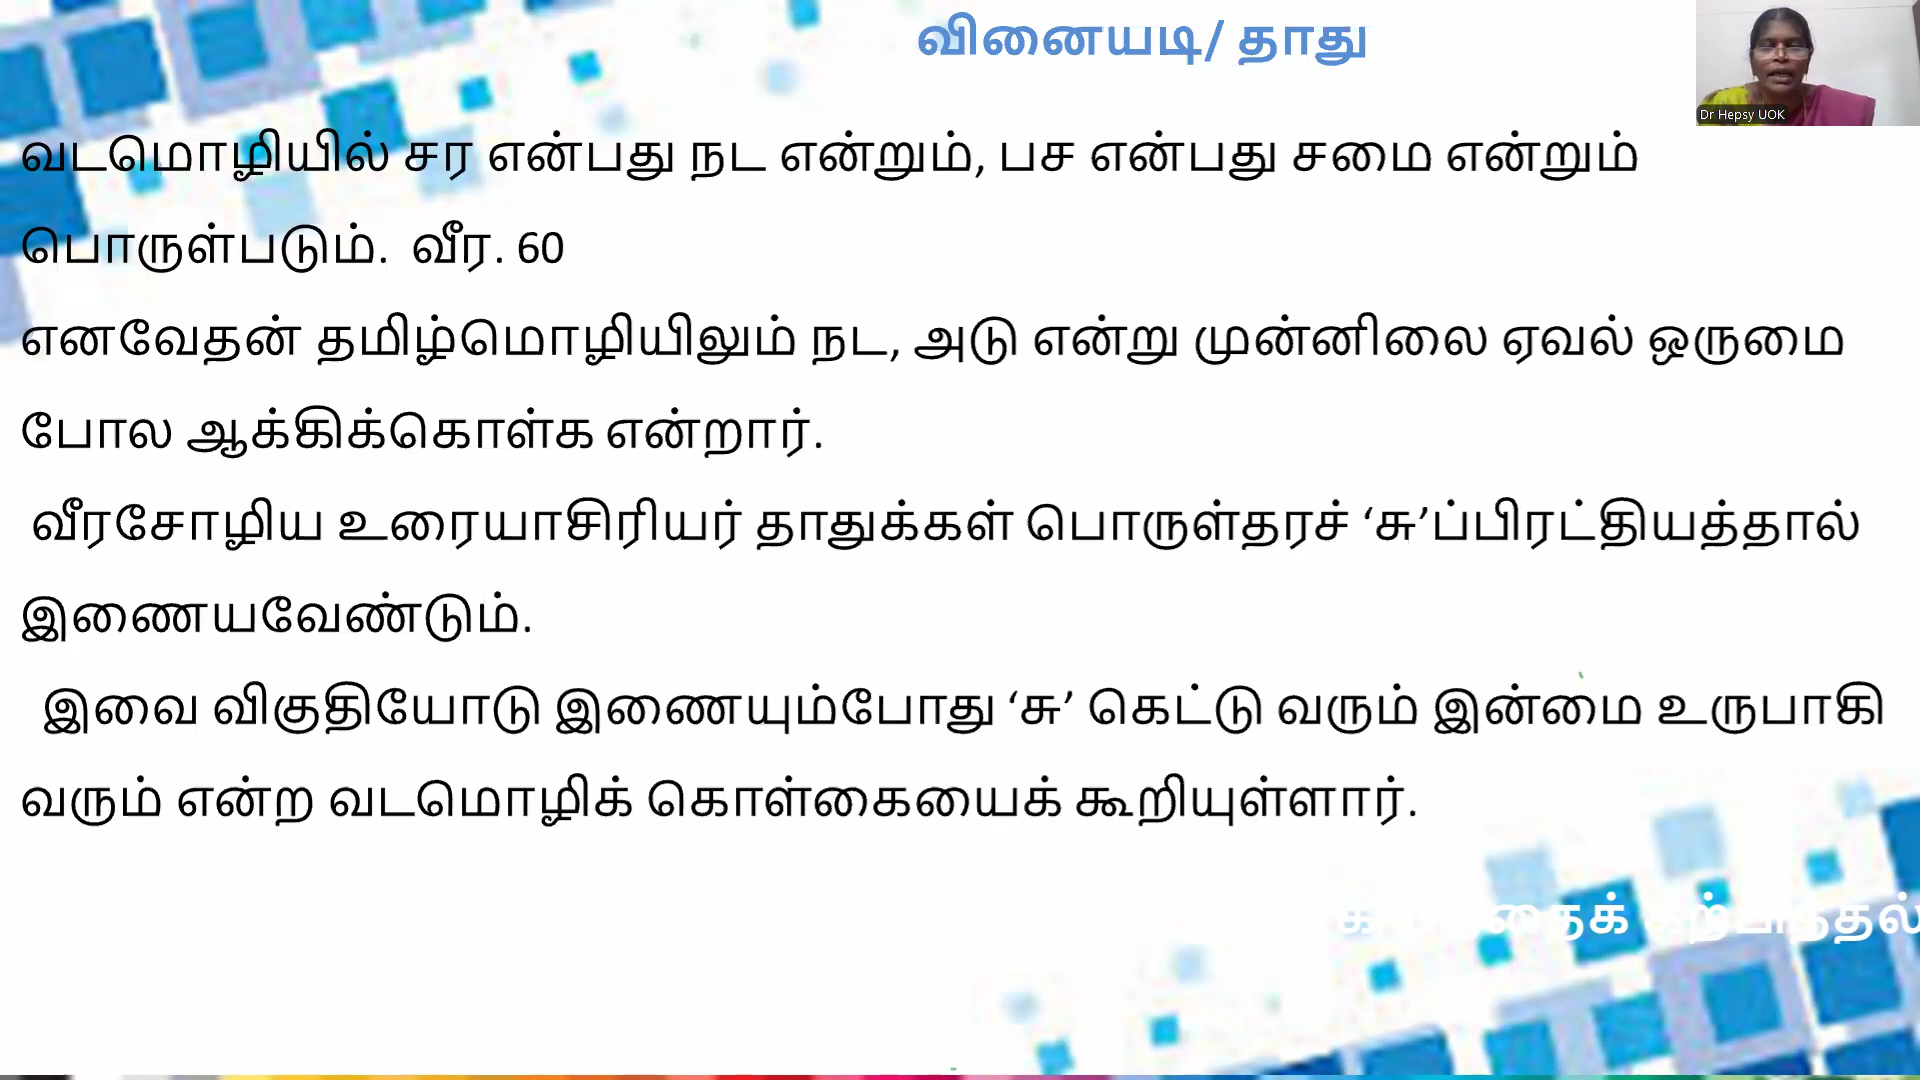 வினையடி/ தாது
Dr Hepsy UOK
வடமொழியில் சர என்பது நட என்றும், பச என்பது சமை என்றும்
பொருள்படும். வீர. 60
எனவேதன் தமிழ்மொழியிலும் நட, அடு என்று முன்னிலை ஏவல் ஒருமை
போல ஆக்கிக்கொள்க என்றார்.
வீரசோழிய உரையாசிரியர் தாதுக்கள் பொருள்தரச் ‘சு’ப்பிரட்தியத்தால்
இணையவேண்டும்.
இவை விகுதியோடு இணையும்போது ‘சு’ கெட்டு வரும் இன்மை உருபாகி
வரும் என்ற வடமொழிக் கொள்கையைக் கூறியுள்ளார்.